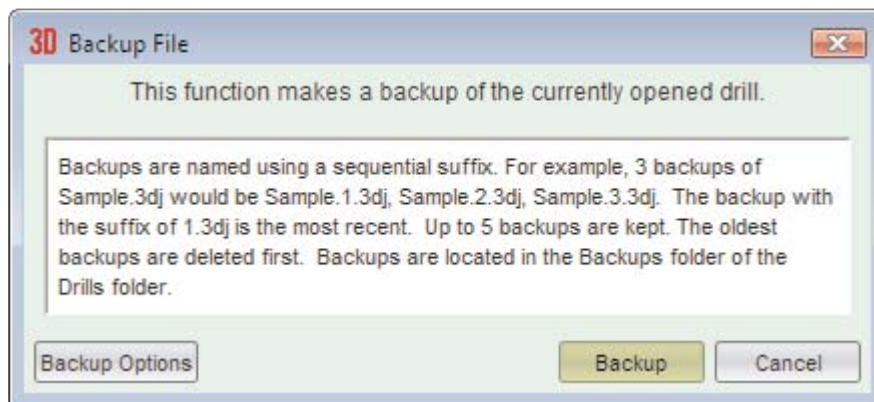 3D Backup File
This function makes a backup of the currently opened drill.
Backups are named using a sequential suffix. For example, 3 backups of
Sample.3dj would be Sample.1.3dj, Sample.2.3dj, Sample.3.3dj.  The backup with
the suffix of 1.3dj is the most recent.  Up to 5 backups are kept. The oldest
backups are deleted first.  Backups are located in the Backups folder of the
Drills folder.
Backup Options
Backup
Cancel